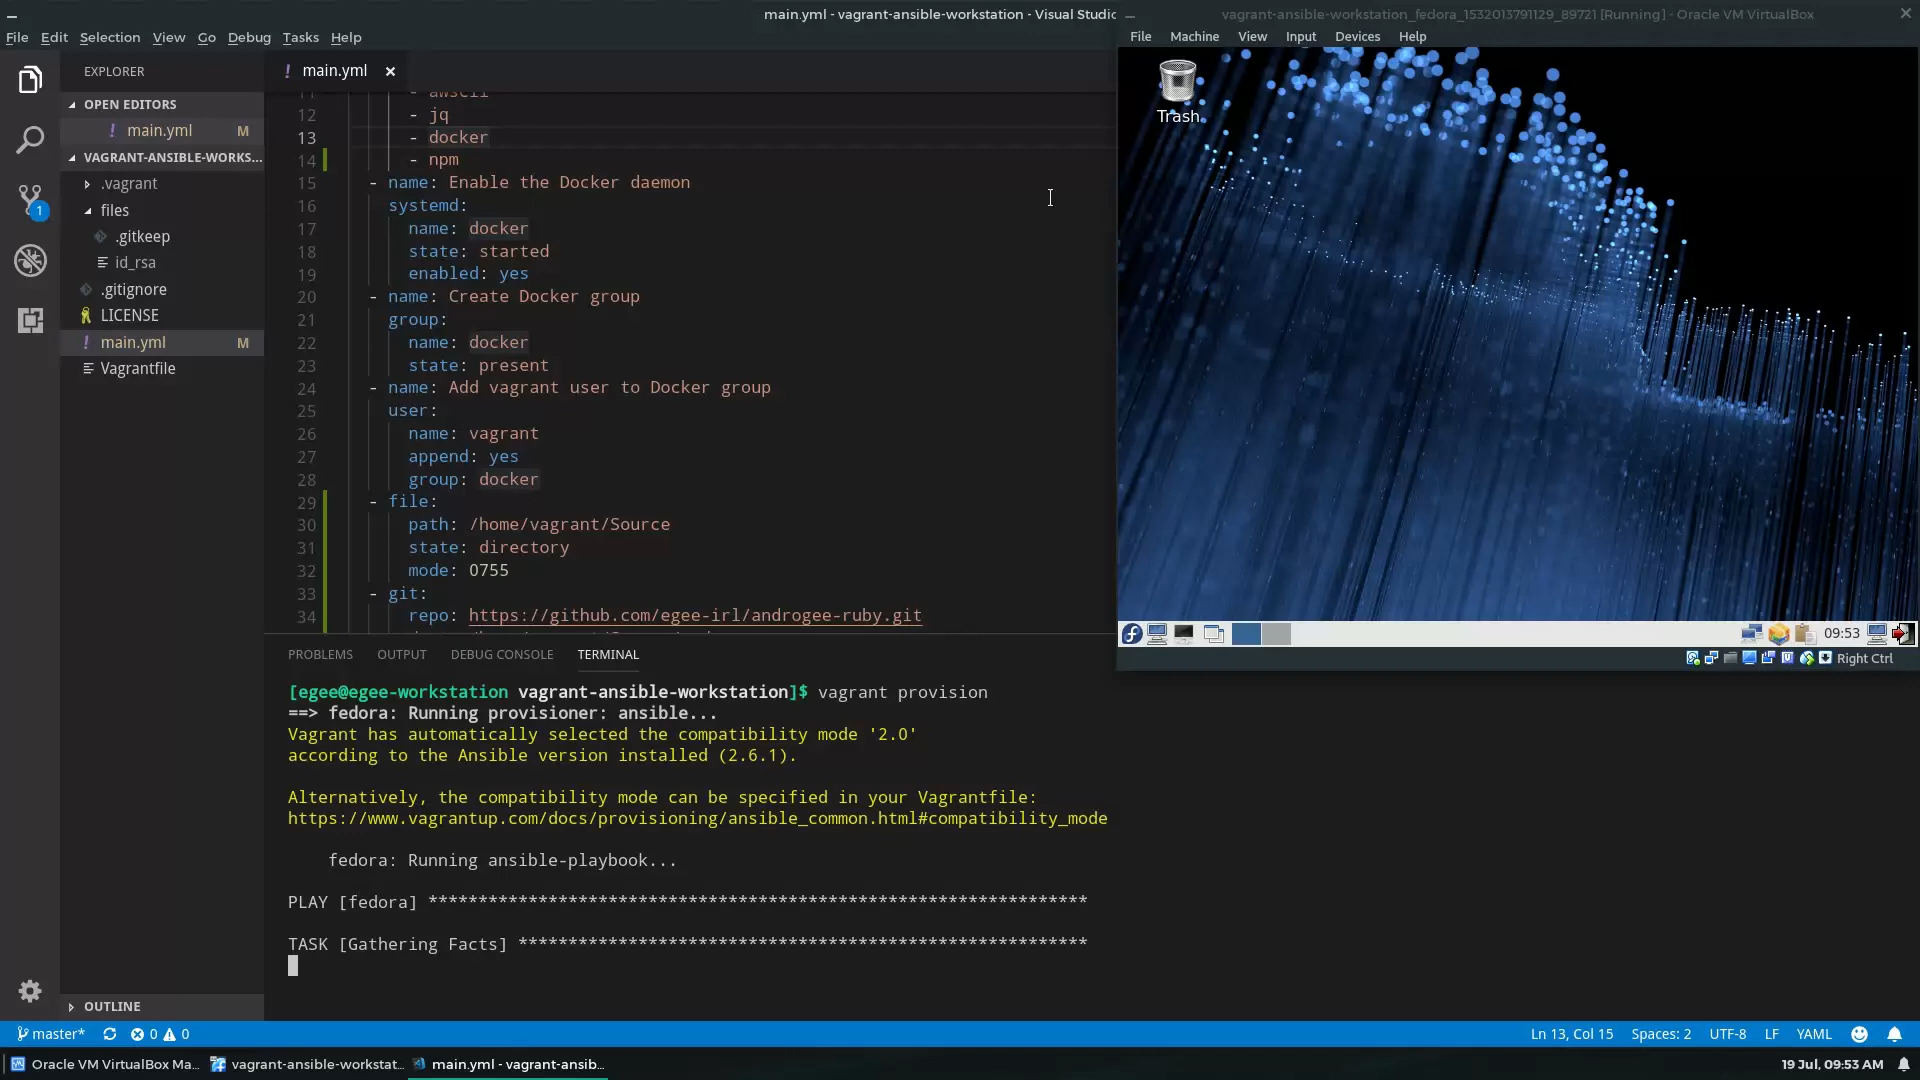 main.yml - vagrant-ansible-workstation - Visual Studio
File Edit Selection View Go Debug Tasks Help
vagrant-ansible-workstation_fedora_1532013791129_89721 [Running] - Oracle VM VirtualBox
File Machine View Input Devices Help
EXPLORER
OPEN EDITORS
! main.yml M
VAGRANT-ANSIBLE-WORKS...
.vagrant
files
.gitkeep
id_rsa
.gitignore
LICENSE
! main.yml M
Vagrantfile
OUTLINE
1
! main.yml ×
11 - awscli
12 - jq
13 - docker
14 - npm
15 - name: Enable the Docker daemon
16 systemd:
17 name: docker
18 state: started
19 enabled: yes
20 - name: Create Docker group
21 group:
22 name: docker
23 state: present
24 - name: Add vagrant user to Docker group
25 user:
26 name: vagrant
27 append: yes
28 group: docker
29 - file:
30 path: /home/vagrant/Source
31 state: directory
32 mode: 0755
33 - git:
34 repo: https://github.com/egee-irl/androgee-ruby.git
PROBLEMS OUTPUT DEBUG CONSOLE TERMINAL
[egee@egee-workstation vagrant-ansible-workstation]$ vagrant provision
==> fedora: Running provisioner: ansible...
Vagrant has automatically selected the compatibility mode '2.0'
according to the Ansible version installed (2.6.1).
Alternatively, the compatibility mode can be specified in your Vagrantfile:
https://www.vagrantup.com/docs/provisioning/ansible_common.html#compatibility_mode
fedora: Running ansible-playbook...
PLAY [fedora] ******************************************************************
TASK [Gathering Facts] *********************************************************
Trash
09:53
Right Ctrl
master* 0 0
Ln 13, Col 15 Spaces: 2 UTF-8 LF YAML
Oracle VM VirtualBox Ma...
vagrant-ansible-workstat...
main.yml - vagrant-ansib...
19 Jul, 09:53 AM